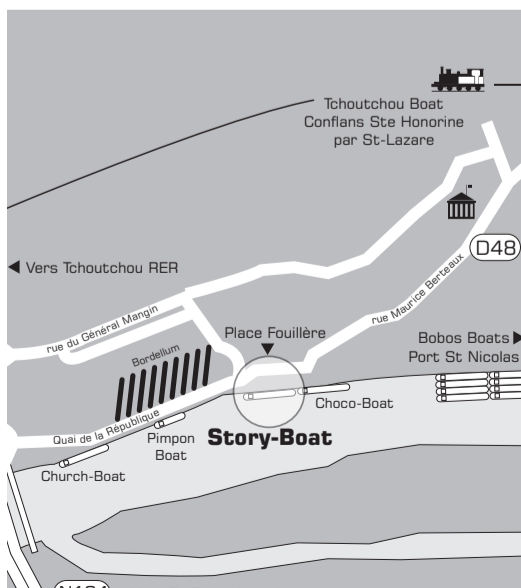 Tchoutchou Boat
Conflans Ste Honorine
par St-Lazare
D48
Vers Tchoutchou RER
rue du Général Mangin
rue Maurice Berteaux
Place Fouillère
Bobos Boats
Port St Nicolas
Bordellum
Choco-Boat
Quai de la République
Pimpon
Boat
Story-Boat
Church-Boat